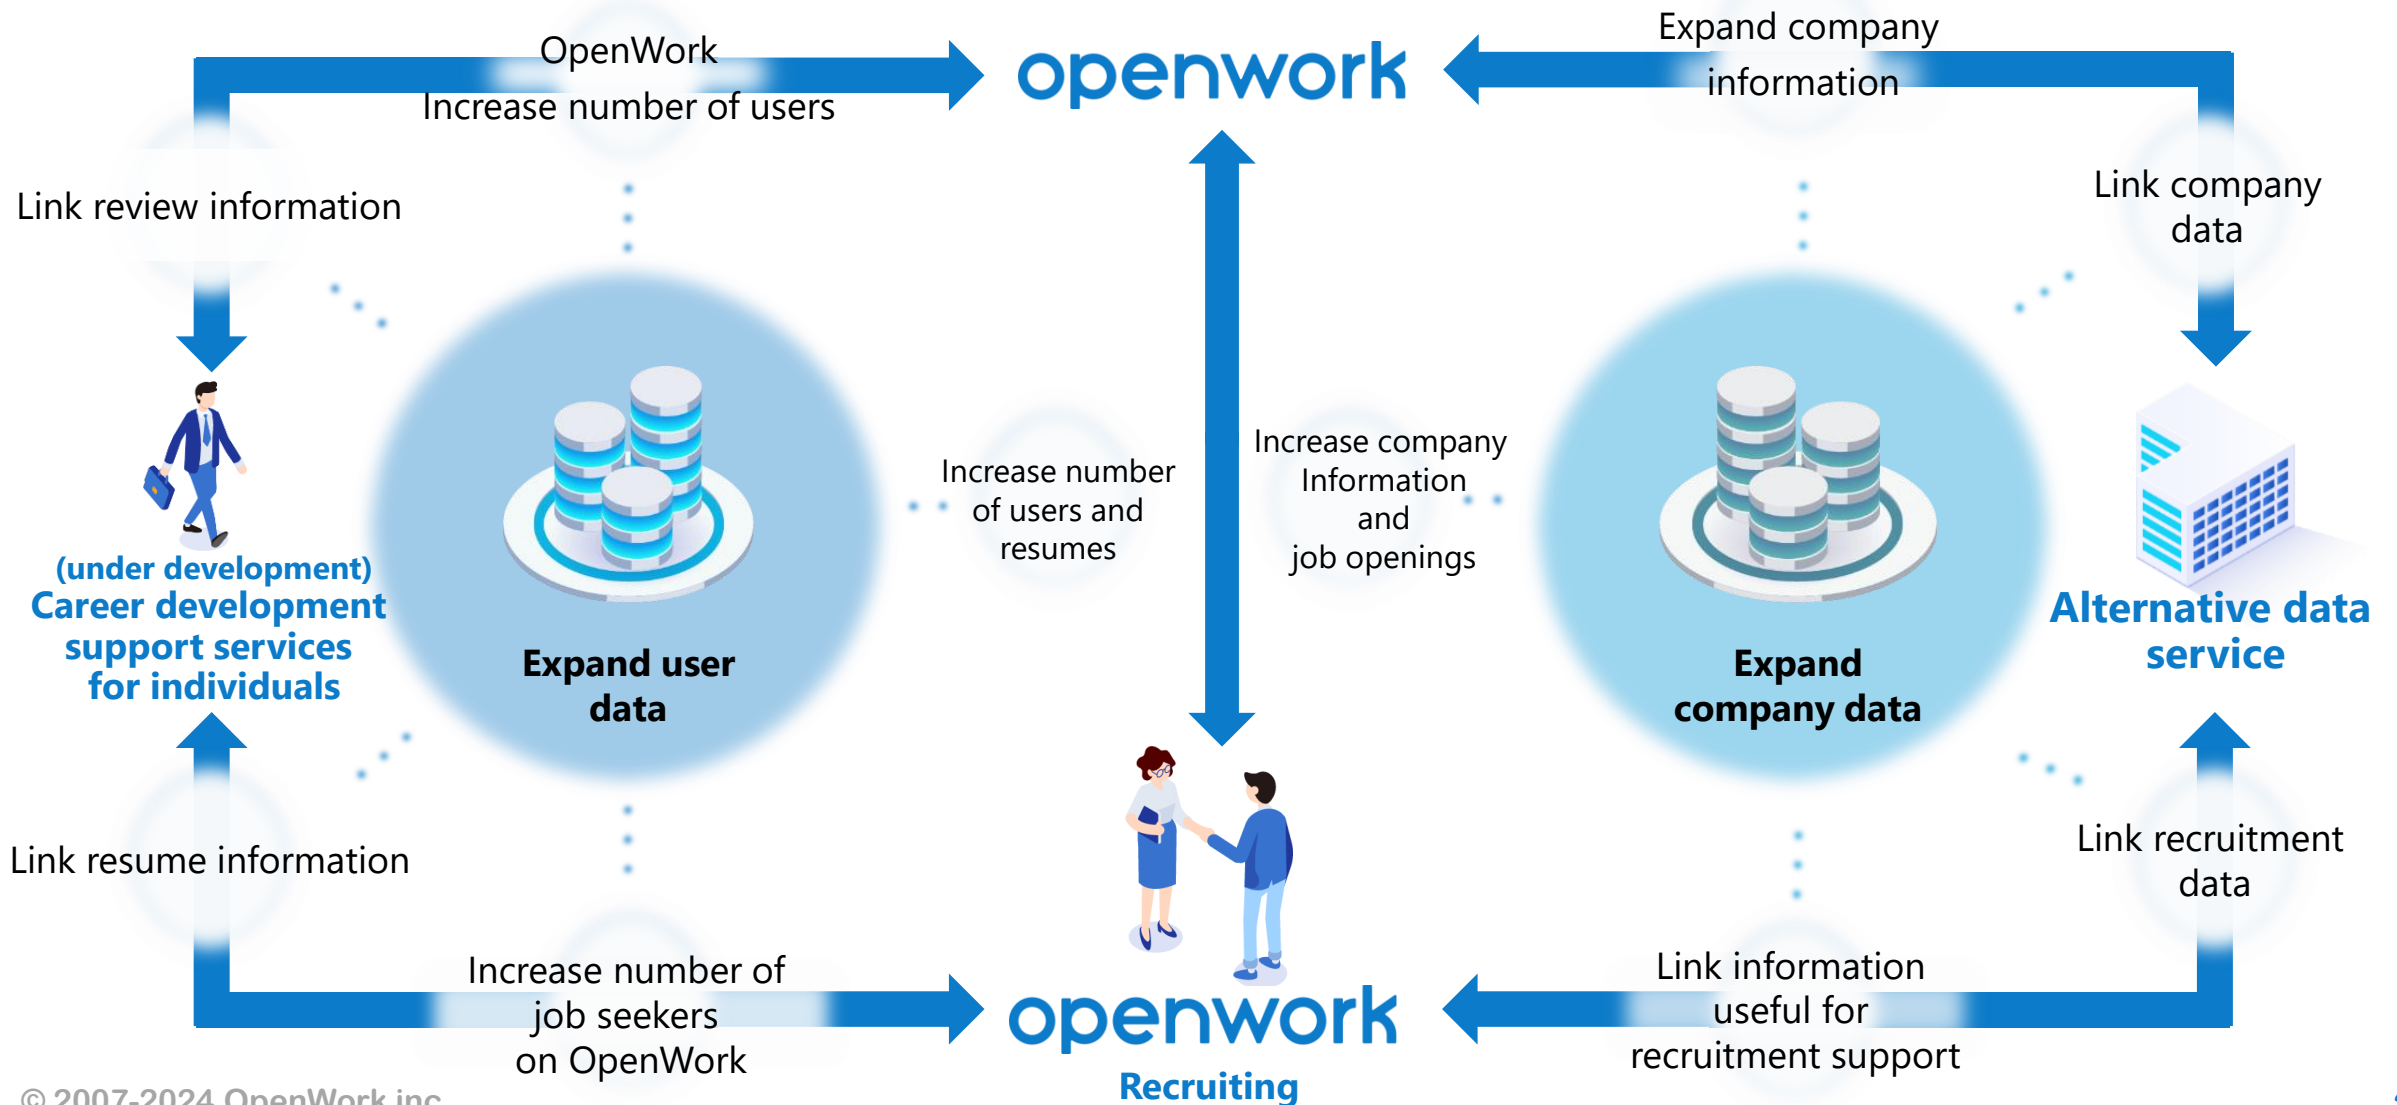 OpenWork
Increase number of users
openwork
Expand company
information
Link review information
Link company
data
Increase number
of users and
resumes
Increase company
Information
and
job openings
(under development)
Career development
support services
for individuals
Expand user
data
Expand
company data
Alternative data
service
Link resume information
Link recruitment
data
Increase number of
job seekers
on OpenWork
openwork
Recruiting
Link information
useful for
recruitment support
© 2007-2024 OpenWork inc